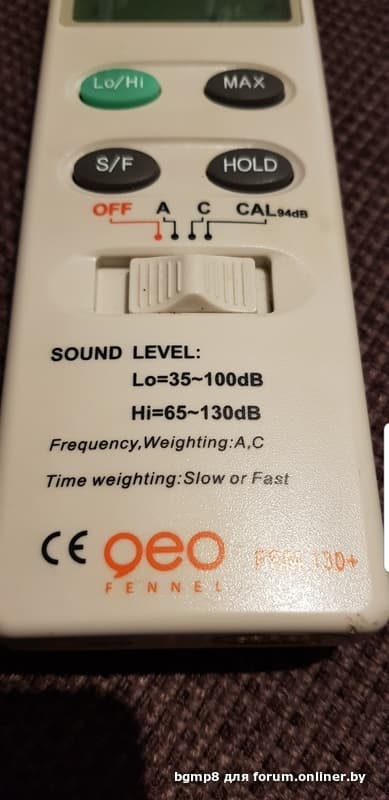 Lo/Hi MAX
S/F HOLD
OFF A C CAL94dB
SOUND LEVEL:
Lo=35~100dB
Hi=65~130dB
Frequency,Weighting:A,C
Time weighting:Slow or Fast
CE geo 130+
FENNEL
bgmp8 для forum.onliner.by